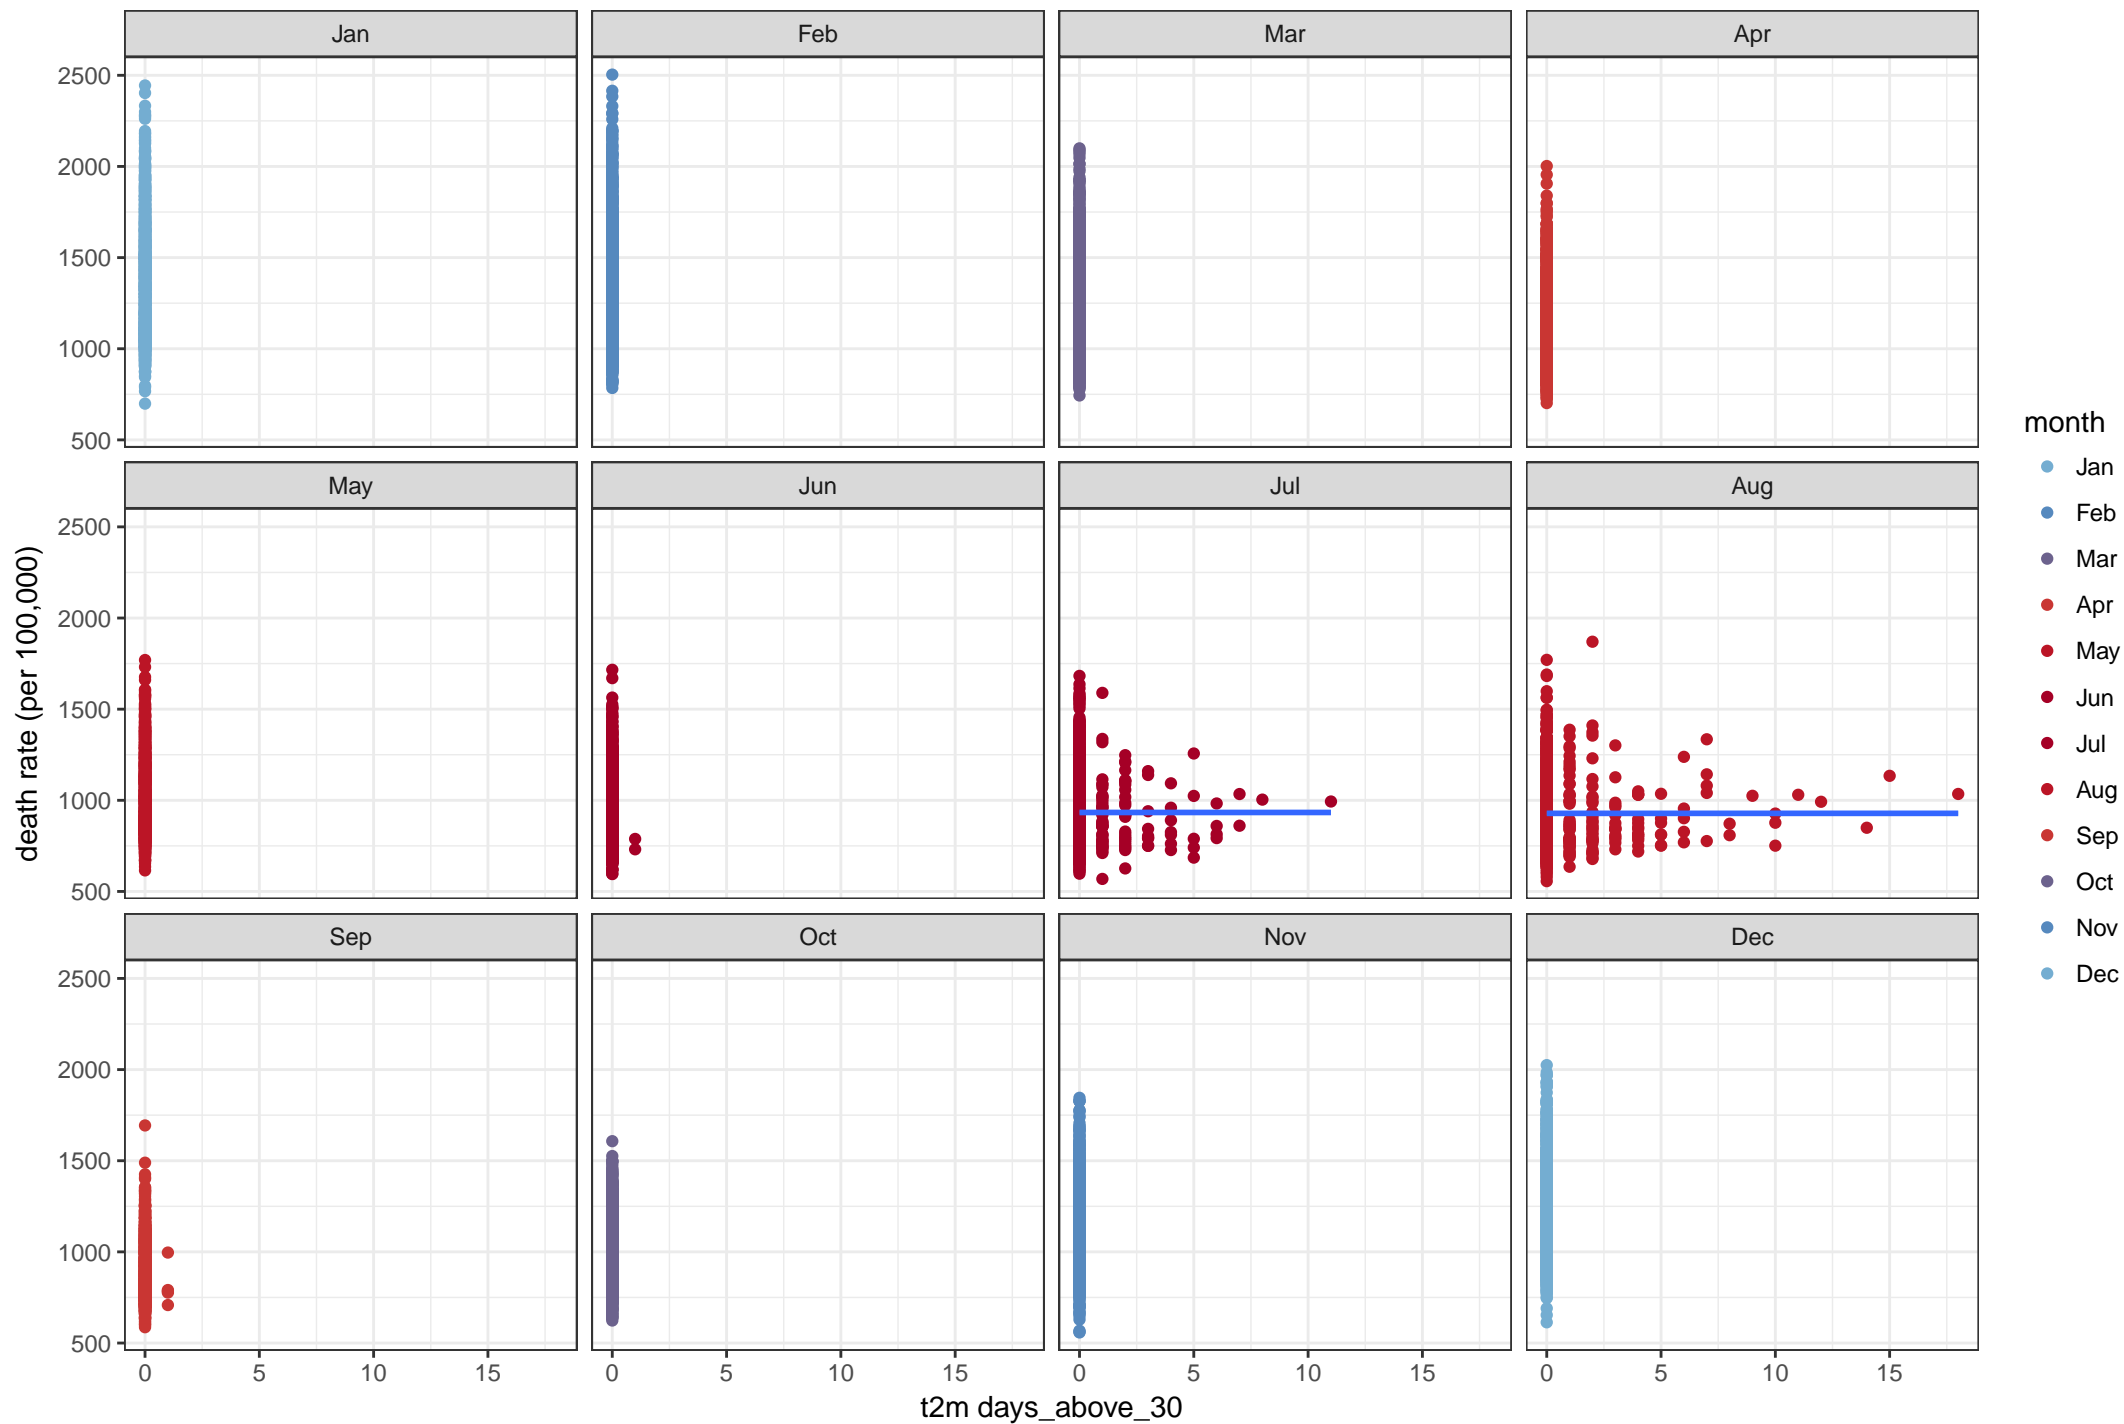 Jan Feb Mar Apr
2500
2000
1500
1000
500
May Jun Jul Aug
2500
2000
1500
1000
500
Sep Oct Nov Dec
2500
2000
1500
1000
500
0 5 10 15 0 5 10 15 0 5 10 15 0 5 10 15
t2m days_above_30
death rate (per 100,000)
month
Jan
Feb
Mar
Apr
May
Jun
Jul
Aug
Sep
Oct
Nov
Dec